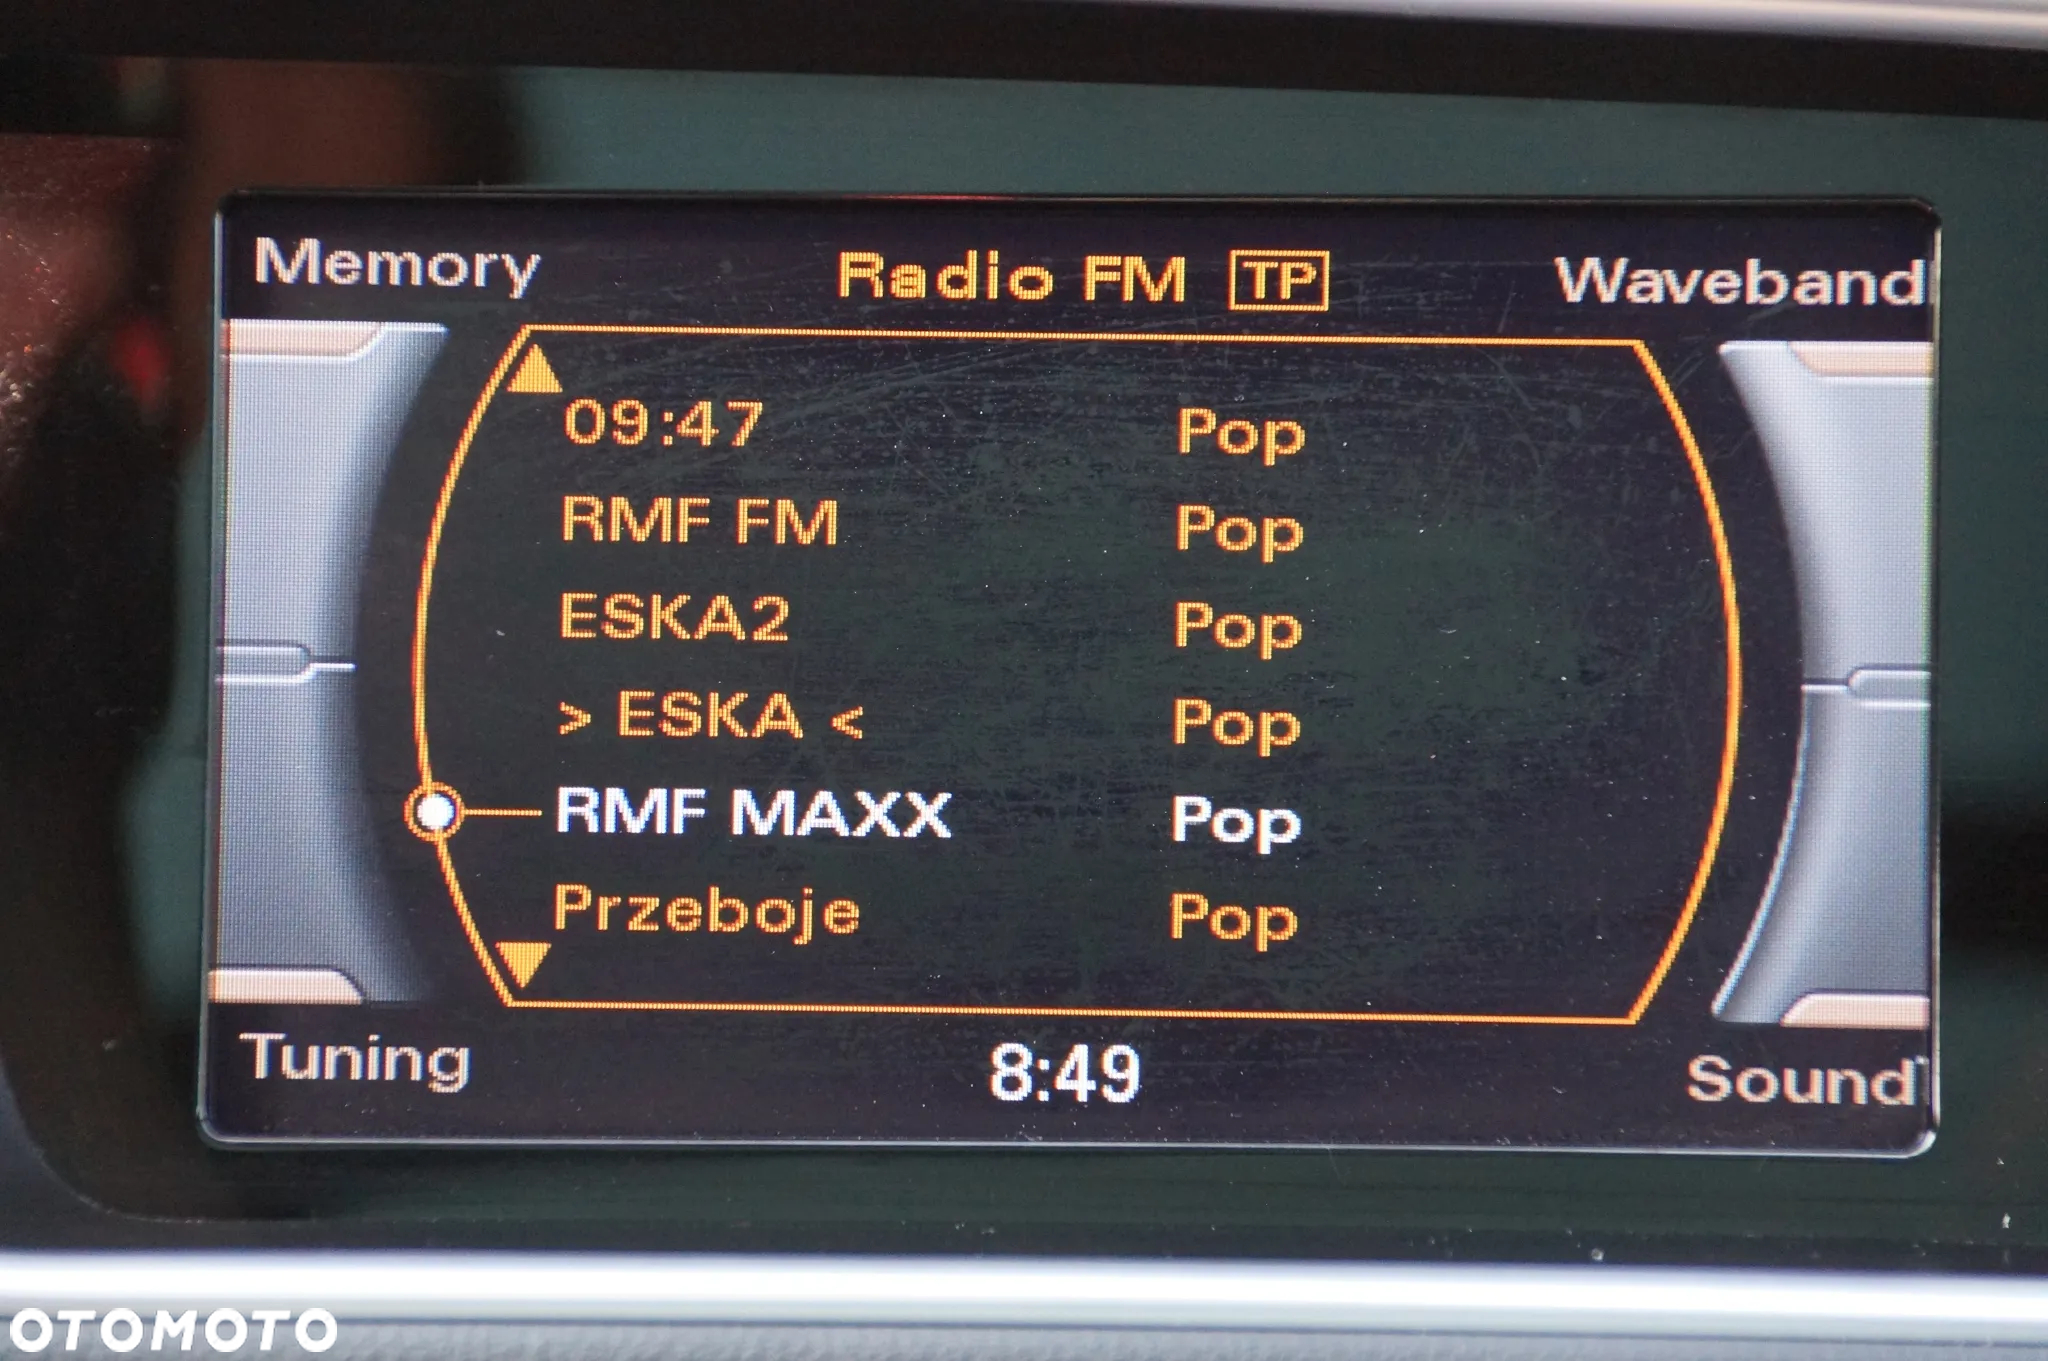 Memory Radio FM TP Waveband
09:47 Pop
RMF FM Pop
ESKA2 Pop
> ESKA < Pop
RMF MAXX Pop
Przeboje Pop
Tuning 8:49 Sound
OTOMOTO